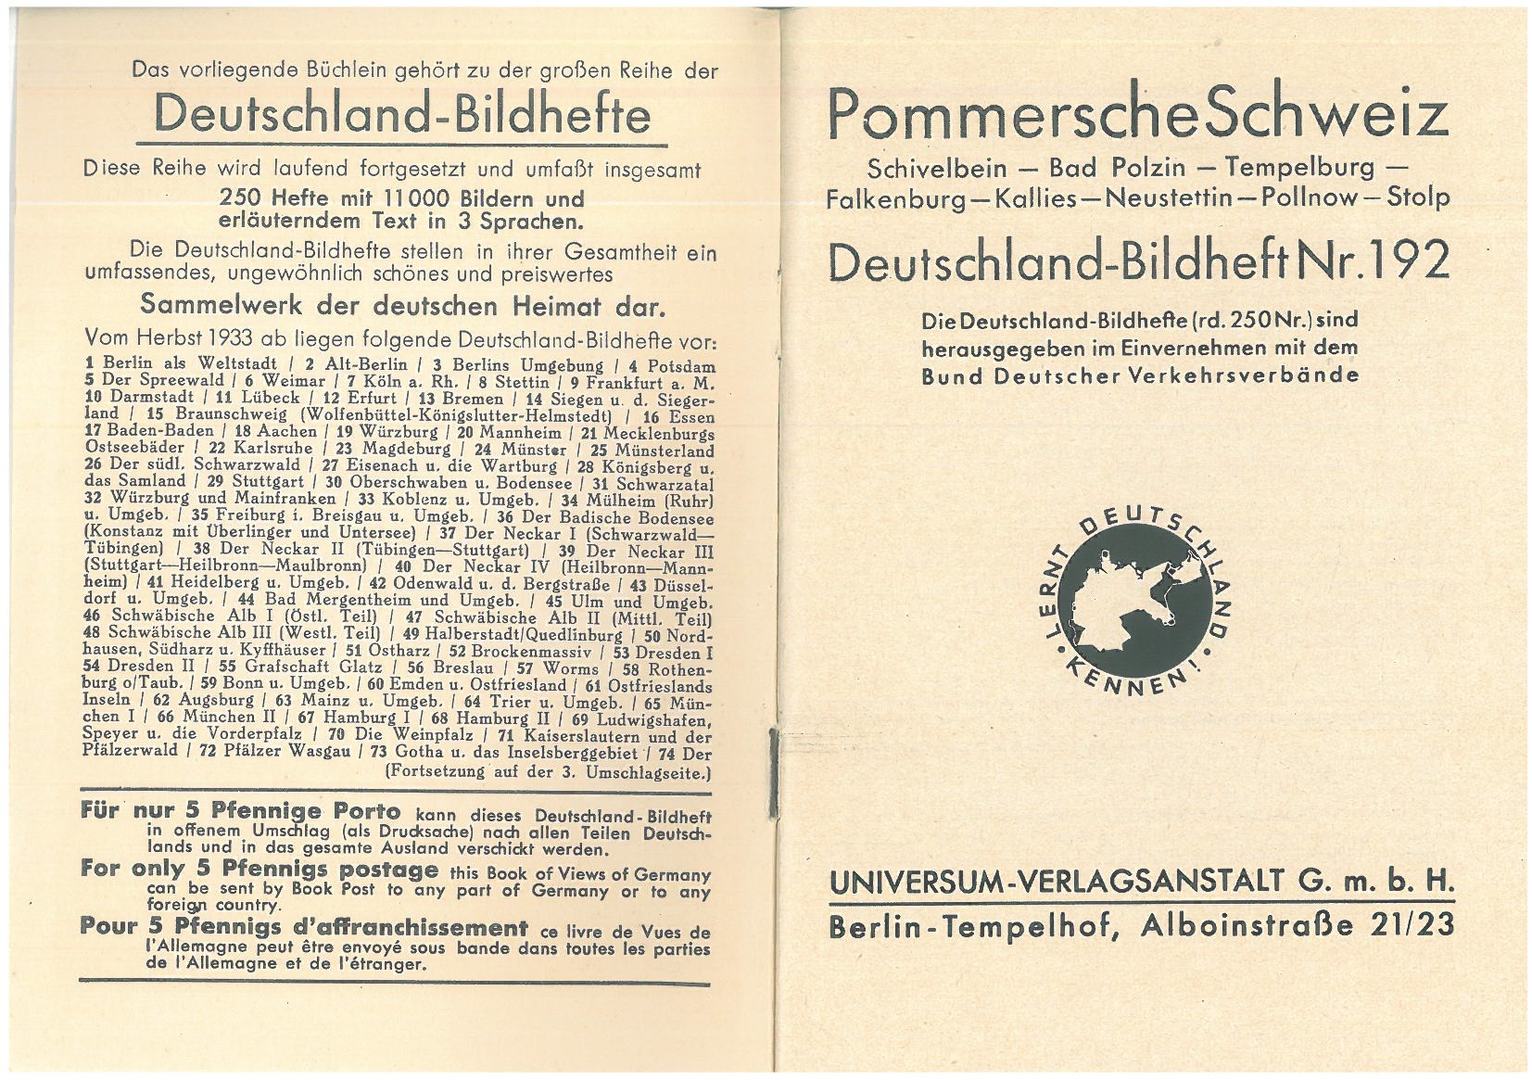 Das vorliegende Büchlein gehört zu der großen Reihe der
Deutschland-Bildhefte
Diese Reihe wird laufend fortgesetzt und umfaßt insgesamt
250 Hefte mit 11000 Bildern und
erläuterndem Text in 3 Sprachen.
Die Deutschland-Bildhefte stellen in ihrer Gesamtheit ein
umfassendes, ungewöhnlich schönes und preiswertes
Sammelwerk der deutschen Heimat dar.
Vom Herbst 1933 ab liegen folgende Deutschland-Bildhefte vor:
1 Berlin als Weltstadt / 2 Alt-Berlin / 3 Berlins Umgebung / 4 Potsdam
5 Der Spreewald / 6 Weimar / 7 Köln a. Rh. / 8 Stettin / 9 Frankfurt a. M.
10 Darmstadt / 11 Lübeck / 12 Erfurt / 13 Bremen / 14 Siegen u. d. Sieger-
land / 15 Braunschweig (Wolfenbüttel-Königslutter-Helmstedt) / 16 Essen
17 Baden-Baden / 18 Aachen / 19 Würzburg / 20 Mannheim / 21 Mecklenburgs
Ostseebäder / 22 Karlsruhe / 23 Magdeburg / 24 Münster / 25 Münsterland
26 Der südl. Schwarzwald / 27 Eisenach u. die Wartburg / 28 Königsberg u.
das Samland / 29 Stuttgart / 30 Oberschwaben u. Bodensee / 31 Schwarzatal
32 Würzburg und Mainfranken / 33 Koblenz u. Umgeb. / 34 Mülheim (Ruhr)
u. Umgeb. / 35 Freiburg i. Breisgau u. Umgeb. / 36 Der Badische Bodensee
(Konstanz mit Überlinger und Untersee) / 37 Der Neckar I (Schwarzwald—
Tübingen) / 38 Der Neckar II (Tübingen—Stuttgart) / 39 Der Neckar III
(Stuttgart—Heilbronn—Maulbronn) / 40 Der Neckar IV (Heilbronn—Mann-
heim) / 41 Heidelberg u. Umgeb. / 42 Odenwald u. d. Bergstraße / 43 Düssel-
dorf u. Umgeb. / 44 Bad Mergentheim und Umgeb. / 45 Ulm und Umgeb.
46 Schwäbische Alb I (Östl. Teil) / 47 Schwäbische Alb II (Mittl. Teil)
48 Schwäbische Alb III (Westl. Teil) / 49 Halberstadt/Quedlinburg / 50 Nord-
hausen, Südharz u. Kyffhäuser / 51 Ostharz / 52 Brockenmassiv / 53 Dresden I
54 Dresden II / 55 Grafschaft Glatz / 56 Breslau / 57 Worms / 58 Rothen-
burg o/Taub. / 59 Bonn u. Umgeb. / 60 Emden u. Ostfriesland / 61 Ostfrieslands
Inseln / 62 Augsburg / 63 Mainz u. Umgeb. / 64 Trier u. Umgeb. / 65 Mün-
chen I / 66 München II / 67 Hamburg I / 68 Hamburg II / 69 Ludwigshafen,
Speyer u. die Vorderpfalz / 70 Die Weinpfalz / 71 Kaiserslautern und der
Pfälzerwald / 72 Pfälzer Wasgau / 73 Gotha u. das Inselsberggebiet / 74 Der
(Fortsetzung auf der 3. Umschlagseite.)
Für nur 5 Pfennige Porto kann dieses Deutschland-Bildheft
in offenem Umschlag (als Drucksache) nach allen Teilen Deutsch-
lands und in das gesamte Ausland verschickt werden.
For only 5 Pfennigs postage this Book of Views of Germany
can be sent by Book Post to any part of Germany or to any
foreign country.
Pour 5 Pfennigs d'affranchissement ce livre de Vues de
l'Allemagne peut être envoyé sous bande dans toutes les parties
de l'Allemagne et de l'étranger.
Pommersche Schweiz
Schivelbein — Bad Polzin — Tempelburg —
Falkenburg—Kallies—Neustettin—Pollnow—Stolp
Deutschland-Bildheft Nr. 192
Die Deutschland-Bildhefte (rd. 250 Nr.) sind
herausgegeben im Einvernehmen mit dem
Bund Deutscher Verkehrsverbände
LERNT DEUTSCHLAND
• KENNEN! •
UNIVERSUM-VERLAGSANSTALT G. m. b. H.
Berlin-Tempelhof, Alboinstraße 21/23